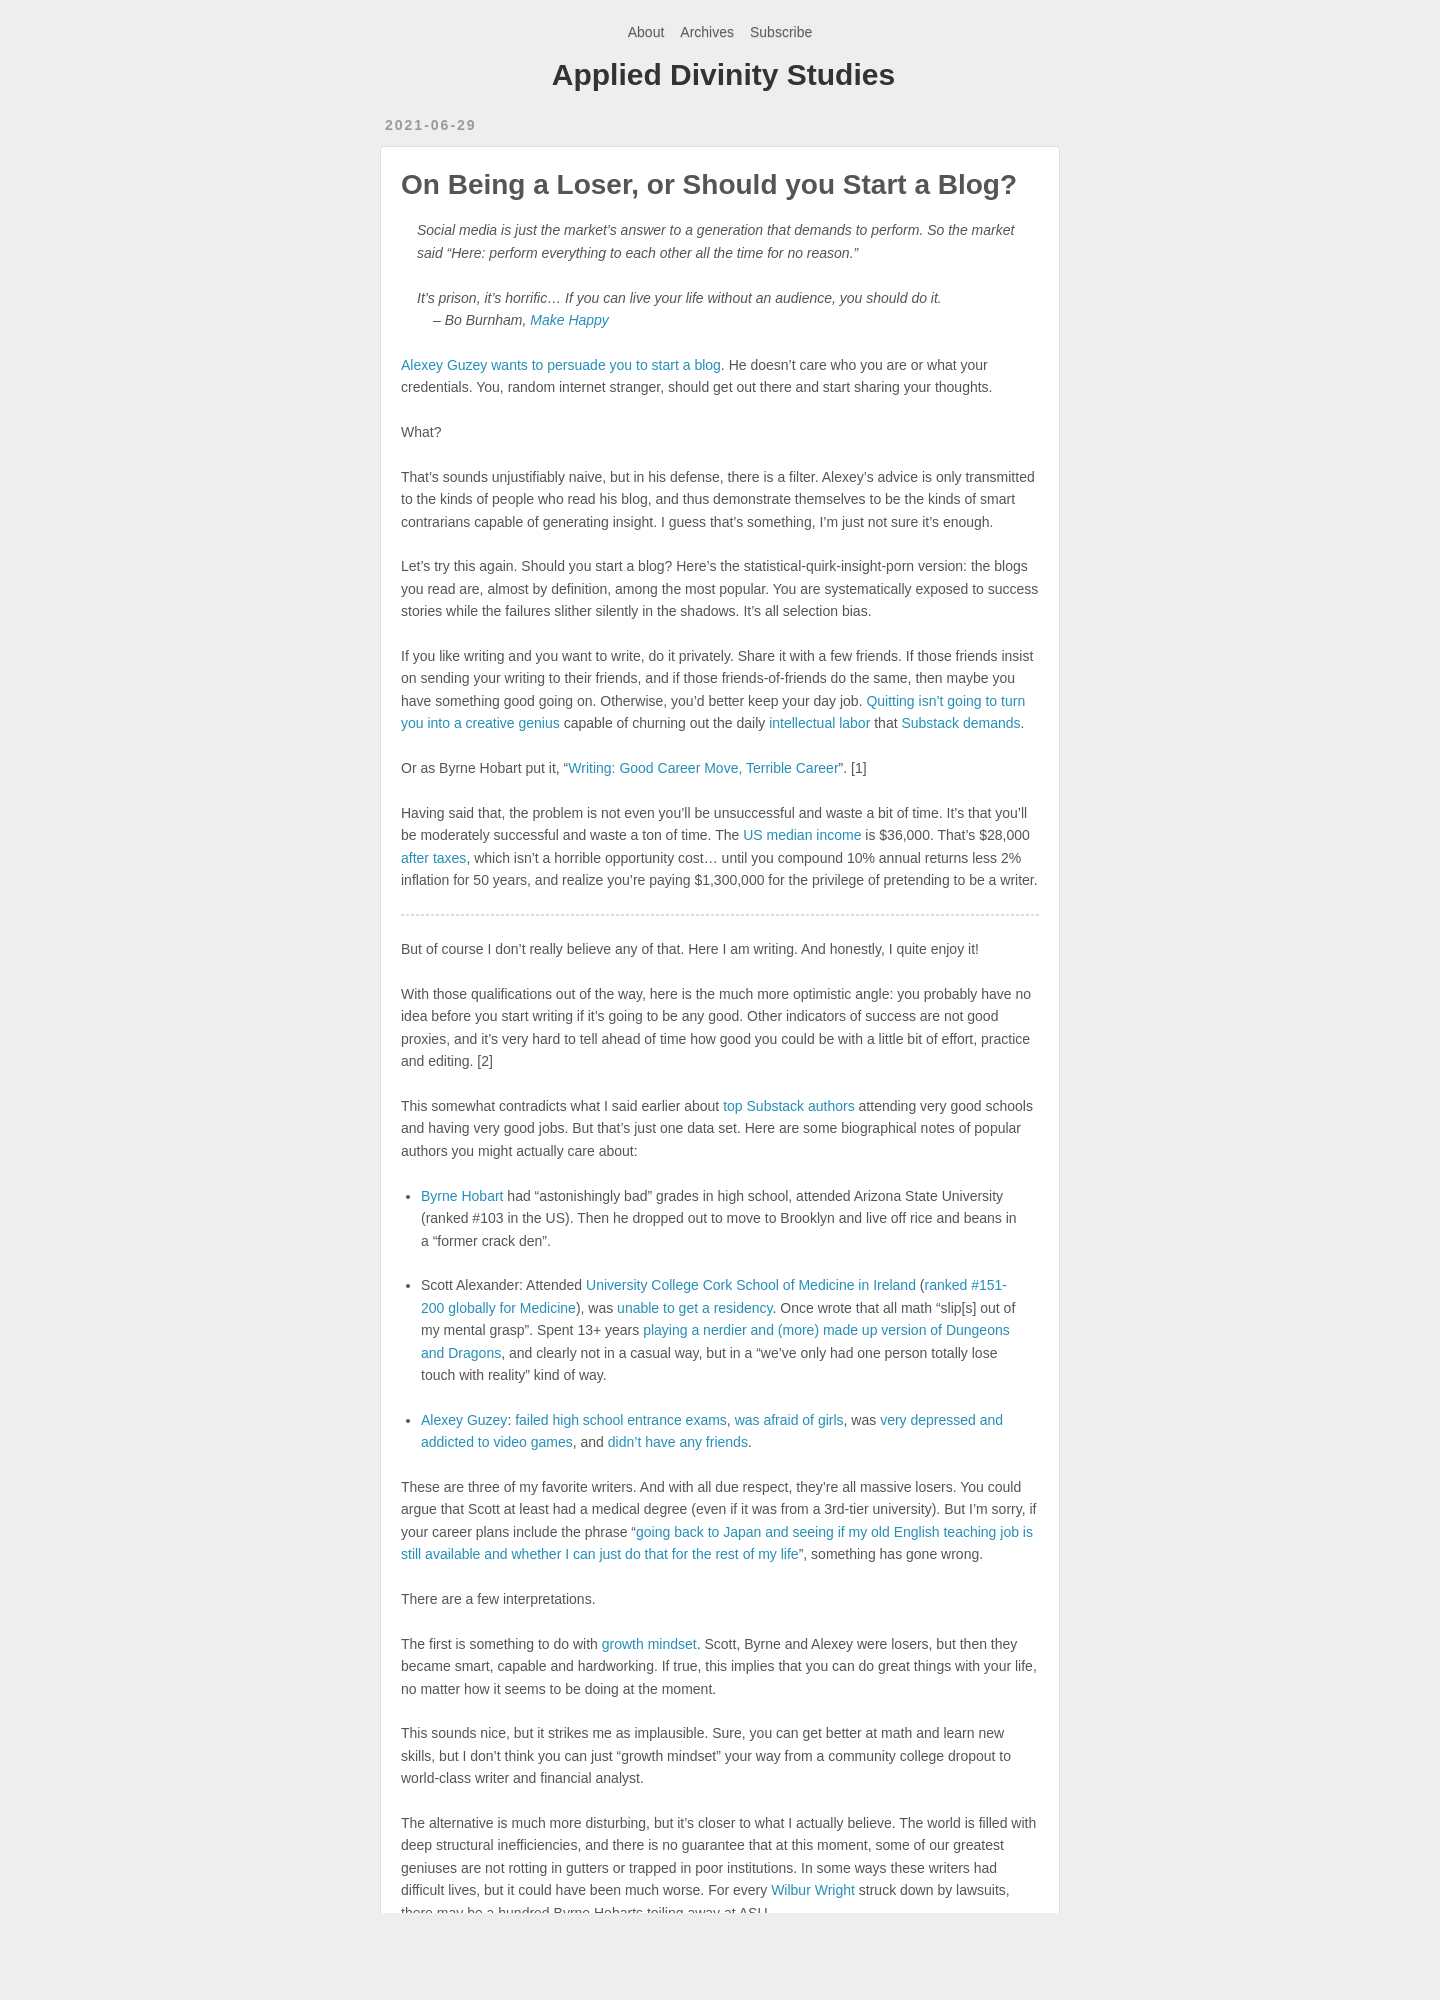 About Archives Subscribe
Applied Divinity Studies
2021-06-29
On Being a Loser, or Should you Start a Blog?
Social media is just the market’s answer to a generation that demands to perform. So the market
said “Here: perform everything to each other all the time for no reason.”
It’s prison, it’s horrific… If you can live your life without an audience, you should do it.
– Bo Burnham, Make Happy
Alexey Guzey wants to persuade you to start a blog. He doesn’t care who you are or what your
credentials. You, random internet stranger, should get out there and start sharing your thoughts.
What?
That’s sounds unjustifiably naive, but in his defense, there is a filter. Alexey’s advice is only transmitted
to the kinds of people who read his blog, and thus demonstrate themselves to be the kinds of smart
contrarians capable of generating insight. I guess that’s something, I’m just not sure it’s enough.
Let’s try this again. Should you start a blog? Here’s the statistical-quirk-insight-porn version: the blogs
you read are, almost by definition, among the most popular. You are systematically exposed to success
stories while the failures slither silently in the shadows. It’s all selection bias.
If you like writing and you want to write, do it privately. Share it with a few friends. If those friends insist
on sending your writing to their friends, and if those friends-of-friends do the same, then maybe you
have something good going on. Otherwise, you’d better keep your day job. Quitting isn’t going to turn
you into a creative genius capable of churning out the daily intellectual labor that Substack demands.
Or as Byrne Hobart put it, “Writing: Good Career Move, Terrible Career”. [1]
Having said that, the problem is not even you’ll be unsuccessful and waste a bit of time. It’s that you’ll
be moderately successful and waste a ton of time. The US median income is $36,000. That’s $28,000
after taxes, which isn’t a horrible opportunity cost… until you compound 10% annual returns less 2%
inflation for 50 years, and realize you’re paying $1,300,000 for the privilege of pretending to be a writer.
But of course I don’t really believe any of that. Here I am writing. And honestly, I quite enjoy it!
With those qualifications out of the way, here is the much more optimistic angle: you probably have no
idea before you start writing if it’s going to be any good. Other indicators of success are not good
proxies, and it’s very hard to tell ahead of time how good you could be with a little bit of effort, practice
and editing. [2]
This somewhat contradicts what I said earlier about top Substack authors attending very good schools
and having very good jobs. But that’s just one data set. Here are some biographical notes of popular
authors you might actually care about:
• Byrne Hobart had “astonishingly bad” grades in high school, attended Arizona State University
(ranked #103 in the US). Then he dropped out to move to Brooklyn and live off rice and beans in
a “former crack den”.
• Scott Alexander: Attended University College Cork School of Medicine in Ireland (ranked #151-
200 globally for Medicine), was unable to get a residency. Once wrote that all math “slip[s] out of
my mental grasp”. Spent 13+ years playing a nerdier and (more) made up version of Dungeons
and Dragons, and clearly not in a casual way, but in a “we’ve only had one person totally lose
touch with reality” kind of way.
• Alexey Guzey: failed high school entrance exams, was afraid of girls, was very depressed and
addicted to video games, and didn’t have any friends.
These are three of my favorite writers. And with all due respect, they’re all massive losers. You could
argue that Scott at least had a medical degree (even if it was from a 3rd-tier university). But I’m sorry, if
your career plans include the phrase “going back to Japan and seeing if my old English teaching job is
still available and whether I can just do that for the rest of my life”, something has gone wrong.
There are a few interpretations.
The first is something to do with growth mindset. Scott, Byrne and Alexey were losers, but then they
became smart, capable and hardworking. If true, this implies that you can do great things with your life,
no matter how it seems to be doing at the moment.
This sounds nice, but it strikes me as implausible. Sure, you can get better at math and learn new
skills, but I don’t think you can just “growth mindset” your way from a community college dropout to
world-class writer and financial analyst.
The alternative is much more disturbing, but it’s closer to what I actually believe. The world is filled with
deep structural inefficiencies, and there is no guarantee that at this moment, some of our greatest
geniuses are not rotting in gutters or trapped in poor institutions. In some ways these writers had
difficult lives, but it could have been much worse. For every Wilbur Wright struck down by lawsuits,
there may be a hundred Byrne Hobarts toiling away at ASU.